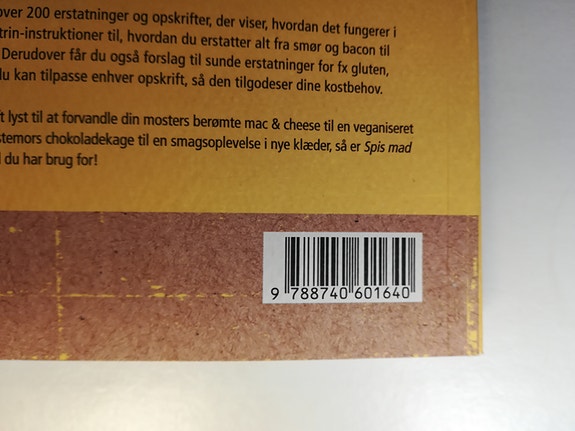 over 200 erstatninger og opskrifter, der viser, hvordan det fungerer i
trin-instruktioner til, hvordan du erstatter alt fra smør og bacon til
Derudover får du også forslag til sunde erstatninger for fx gluten,
du kan tilpasse enhver opskrift, så den tilgodeser dine kostbehov.
lyst til at forvandle din mosters berømte mac & cheese til en veganiseret
stemors chokoladekage til en smagsoplevelse i nye klæder, så er Spis mad
du har brug for!
9 788740 601640